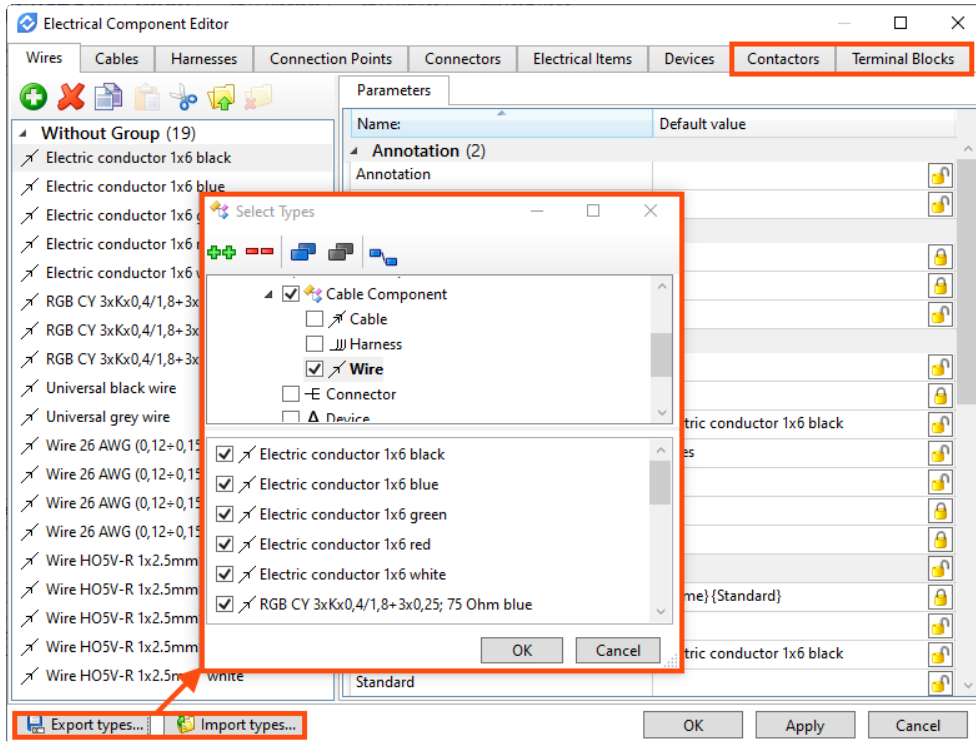 Electrical Component Editor
Wires Cables Harnesses Connection Points Connectors Electrical Items Devices Contactors Terminal Blocks
Parameters
Name: Default value
Without Group (19)
Annotation (2)
Electric conductor 1x6 black
Annotation
Electric conductor 1x6 blue
Electric conductor 1x6
Electric conductor 1x6
Electric conductor 1x6
RGB CY 3xKx0,4/1,8+3x
RGB CY 3xKx0,4/1,8+3x
RGB CY 3xKx0,4/1,8+3x
Universal black wire
Universal grey wire
Wire 26 AWG (0,12÷0,15
Wire 26 AWG (0,12÷0,15
Wire 26 AWG (0,12÷0,15
Wire 26 AWG (0,12÷0,15
Wire HO5V-R 1x2.5mm
Wire HO5V-R 1x2.5mm
Wire HO5V-R 1x2.5mm
Wire HO5V-R 1x2.5mm
Wire HO5V-R 1x2.5m white
Select Types
Cable Component
Cable
Harness
Wire
Connector
Device
Electric conductor 1x6 black
Electric conductor 1x6 blue
Electric conductor 1x6 green
Electric conductor 1x6 red
Electric conductor 1x6 white
RGB CY 3xKx0,4/1,8+3x0,25; 75 Ohm blue
OK Cancel
tric conductor 1x6 black
es
me}{Standard}
tric conductor 1x6 black
Standard
Export types... Import types...
OK Apply Cancel